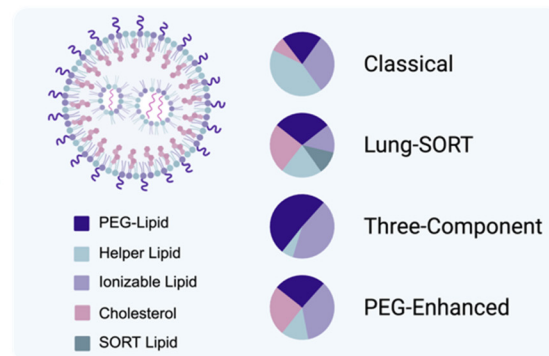 Classical
Lung-SORT
Three-Component
PEG-Enhanced
PEG-Lipid
Helper Lipid
Ionizable Lipid
Cholesterol
SORT Lipid